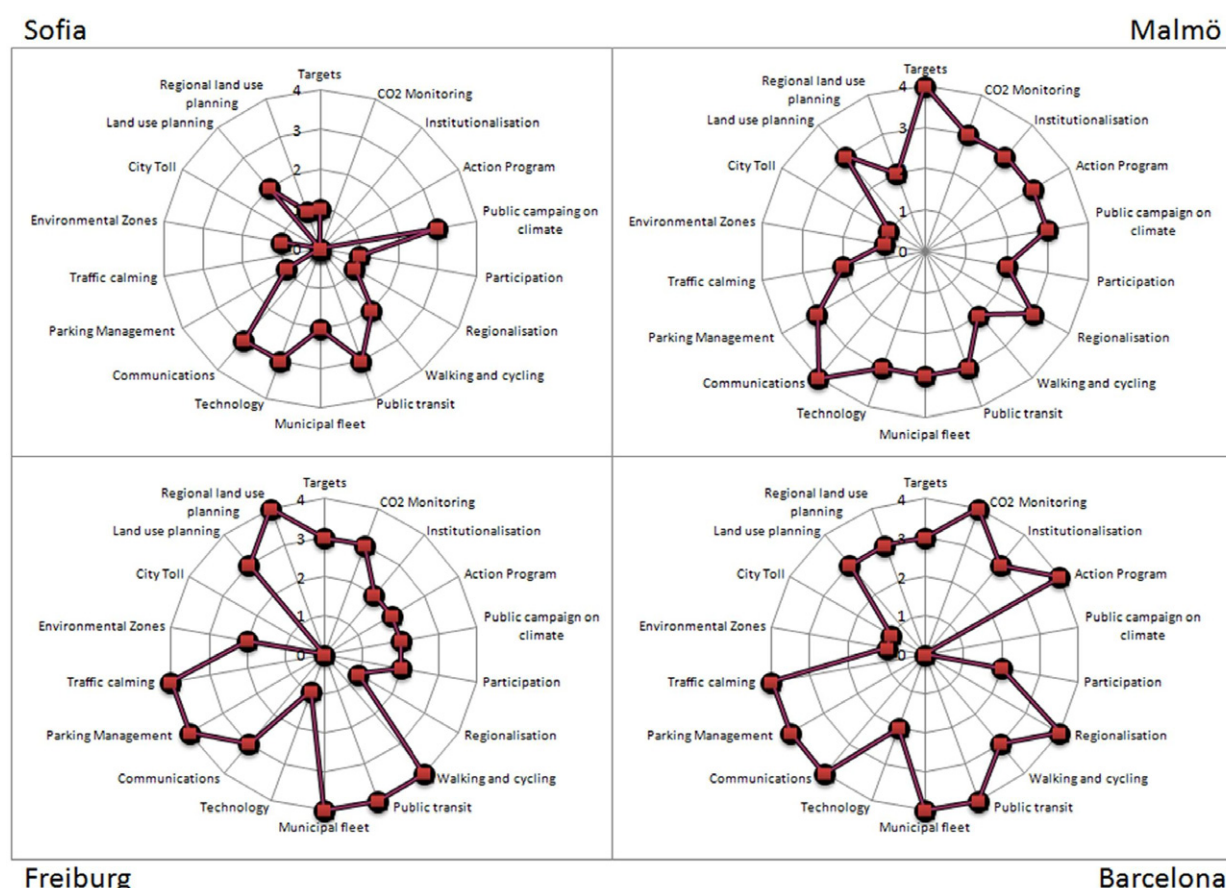 Sofia
Malmö
Targets
CO2 Monitoring
Institutionalisation
Action Program
Public campaing on
climate
Participation
Regionalisation
Walking and cycling
Public transit
Municipal fleet
Technology
Communications
Parking Management
Traffic calming
Environmental Zones
City Toll
Land use planning
Regional land use
planning
4
3
2
0
Targets
CO2 Monitoring
Institutionalisation
Action Program
Public campaign on
climate
Participation
Regionalisation
Walking and cycling
Public transit
Municipal fleet
Technology
Communications
Parking Management
Traffic calming
Environmental Zones
City Toll
Land use planning
Regional land use
planning
4
3
1
0
Targets
CO2 Monitoring
Institutionalisation
Action Program
Public campaign on
climate
Participation
Regionalisation
Walking and cycling
Public transit
Municipal fleet
Technology
Communications
Parking Management
Traffic calming
Environmental Zones
City Toll
Land use planning
Regional land use
planning
4
3
2
1
0
Targets
CO2 Monitoring
Institutionalisation
Action Program
Public campaign on
climate
Participation
Regionalisation
Walking and cycling
Public transit
Municipal fleet
Technology
Communications
Parking Management
Traffic calming
Environmental Zones
City Toll
Land use planning
Regional land use
planning
4
3
2
1
0
Freiburg
Barcelona